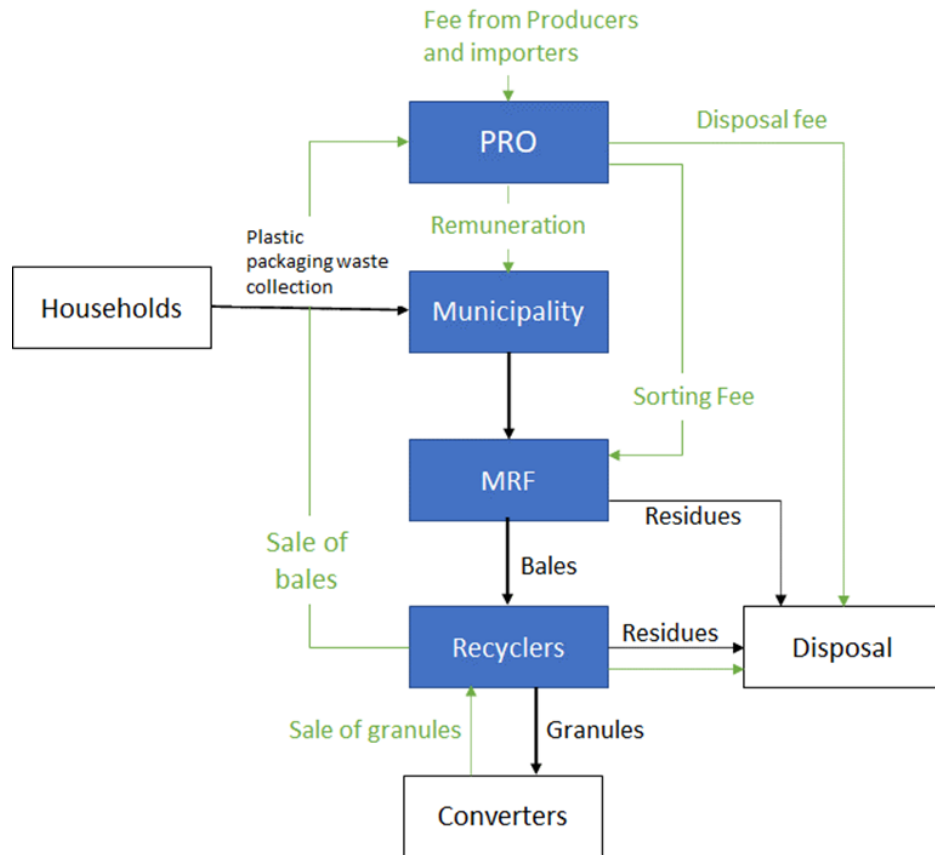 Fee from Producers
and importers
PRO
Disposal fee
Remuneration
Plastic
packaging waste
collection
Households
Municipality
Sorting Fee
MRF
Residues
Sale of
bales
Bales
Recyclers
Residues
Disposal
Sale of granules
Granules
Converters